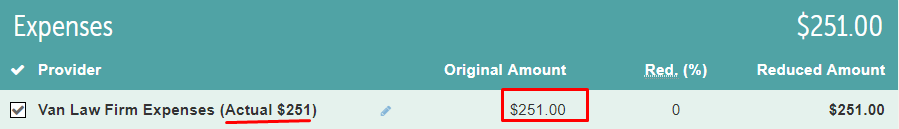 Expenses $251.00
Provider Original Amount Red. (%) Reduced Amount
Van Law Firm Expenses (Actual $251) $251.00 0 $251.00